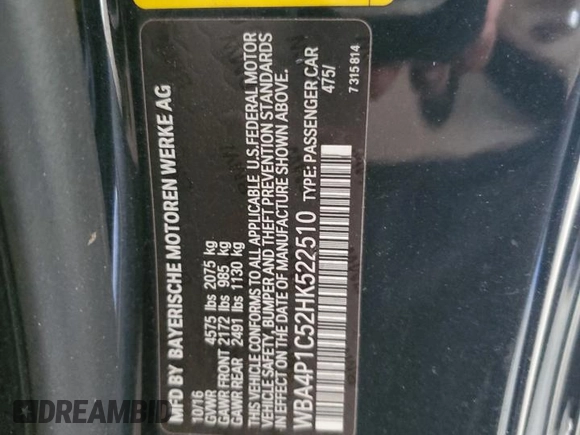 MFD BY BAYERISCHE MOTOREN WERKE AG
10/16
GVWR 4575 lbs 2075 kg
GAWR FRONT 2172 lbs 985 kg
GAWR REAR 2491 lbs 1130 kg
THIS VEHICLE CONFORMS TO ALL APPLICABLE U.S. FEDERAL MOTOR
VEHICLE SAFETY, BUMPER AND THEFT PREVENTION STANDARDS
IN EFFECT ON THE DATE OF MANUFACTURE SHOWN ABOVE.
WBA4P1C52HK522510 TYPE: PASSENGER CAR
475/
7 315 814
DREAMBID